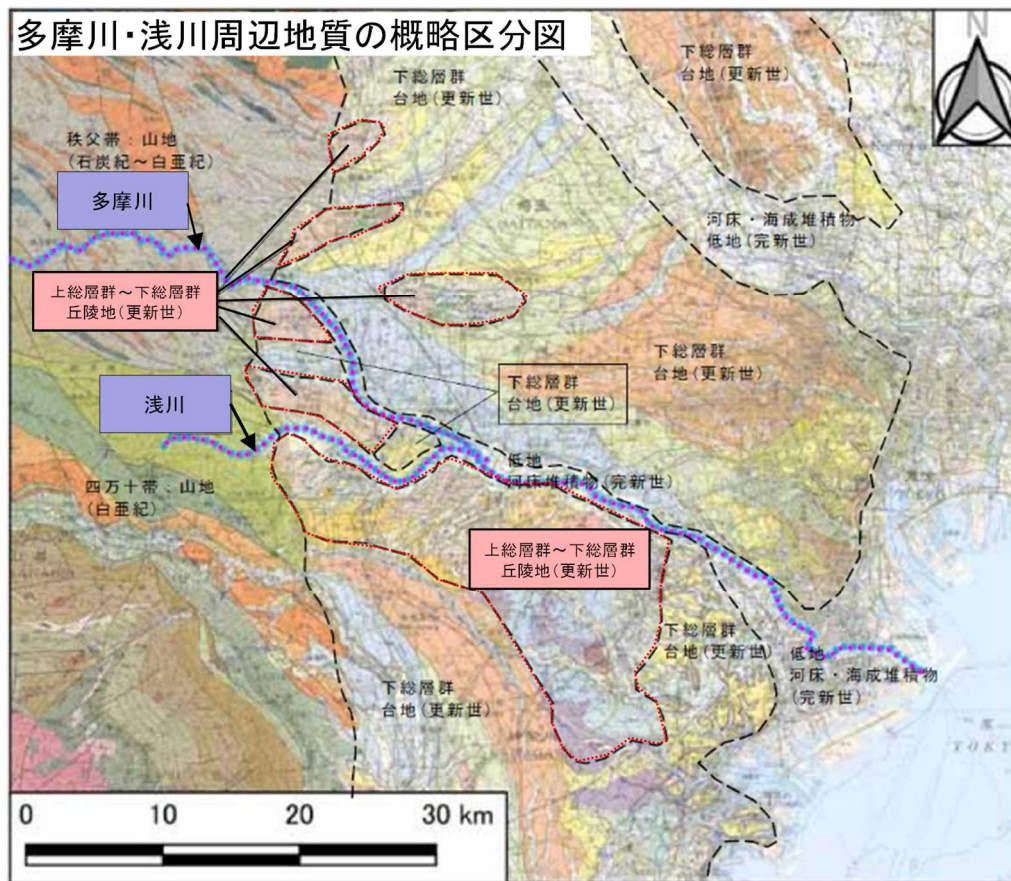 多摩川・浅川周辺地質の概略区分図
N
下総層群
台地(更新世)
下総層群
台地(更新世)
秩父帯：山地
(石炭紀～白亜紀)
多摩川
河床・海成堆積物
低地(完新世)
上総層群～下総層群
丘陵地(更新世)
下総層群
台地(更新世)
下総層群
台地(更新世)
浅川
低地
河床堆積物(完新世)
四万十帯：山地
(白亜紀)
上総層群～下総層群
丘陵地(更新世)
下総層群
台地(更新世)
低地
河床・海成堆積物
(完新世)
下総層群
台地(更新世)
TOKY
0 10 20 30 km